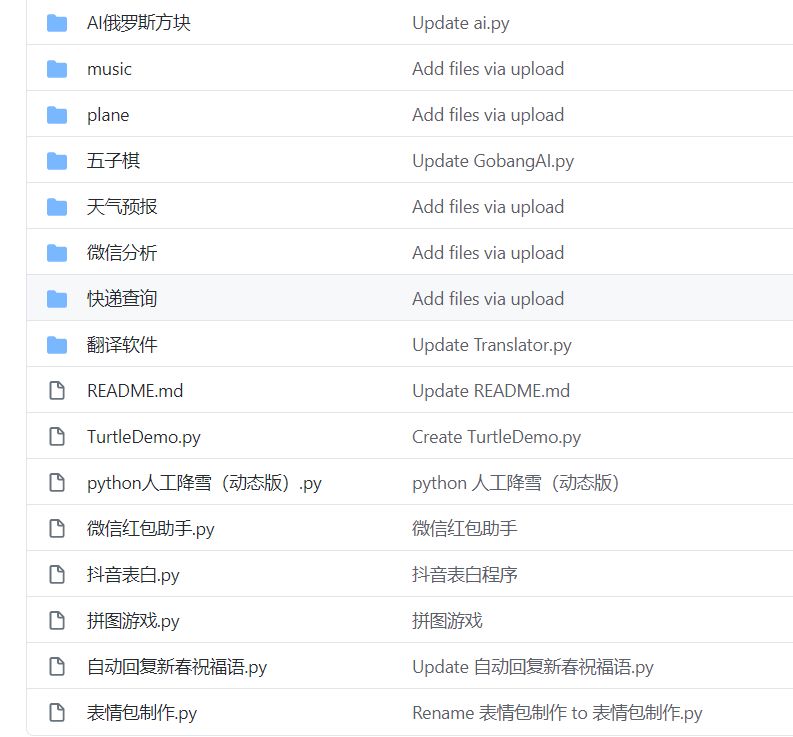 AI俄罗斯方块 Update ai.py
music Add files via upload
plane Add files via upload
五子棋 Update GobangAI.py
天气预报 Add files via upload
微信分析 Add files via upload
快递查询 Add files via upload
翻译软件 Update Translator.py
README.md Update README.md
TurtleDemo.py Create TurtleDemo.py
python人工降雪（动态版）.py python 人工降雪（动态版）
微信红包助手.py 微信红包助手
抖音表白.py 抖音表白程序
拼图游戏.py 拼图游戏
自动回复新春祝福语.py Update 自动回复新春祝福语.py
表情包制作.py Rename 表情包制作 to 表情包制作.py